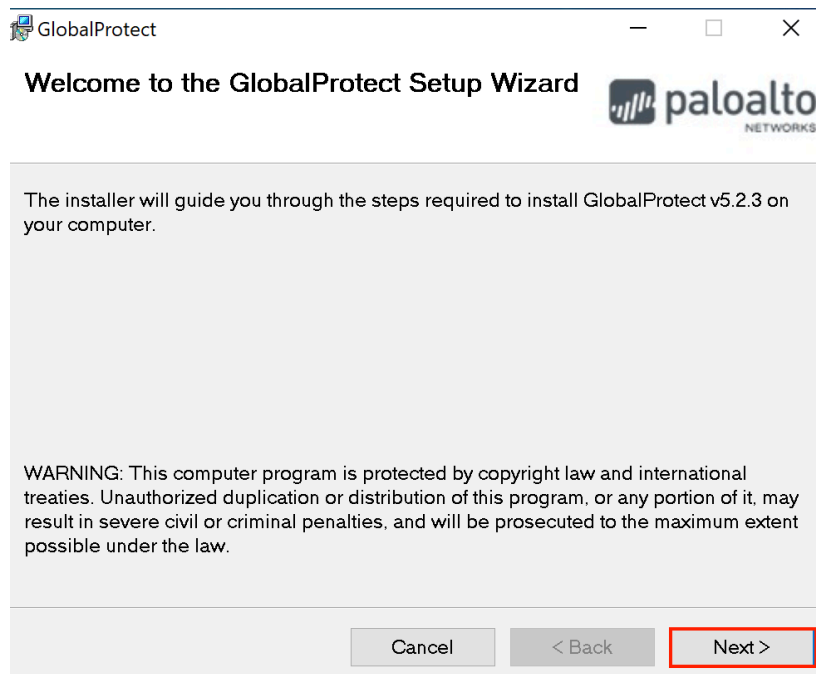 GlobalProtect
Welcome to the GlobalProtect Setup Wizard
paloalto
NETWORKS
The installer will guide you through the steps required to install GlobalProtect v5.2.3 on
your computer.
WARNING: This computer program is protected by copyright law and international
treaties. Unauthorized duplication or distribution of this program, or any portion of it, may
result in severe civil or criminal penalties, and will be prosecuted to the maximum extent
possible under the law.
Cancel
< Back
Next >